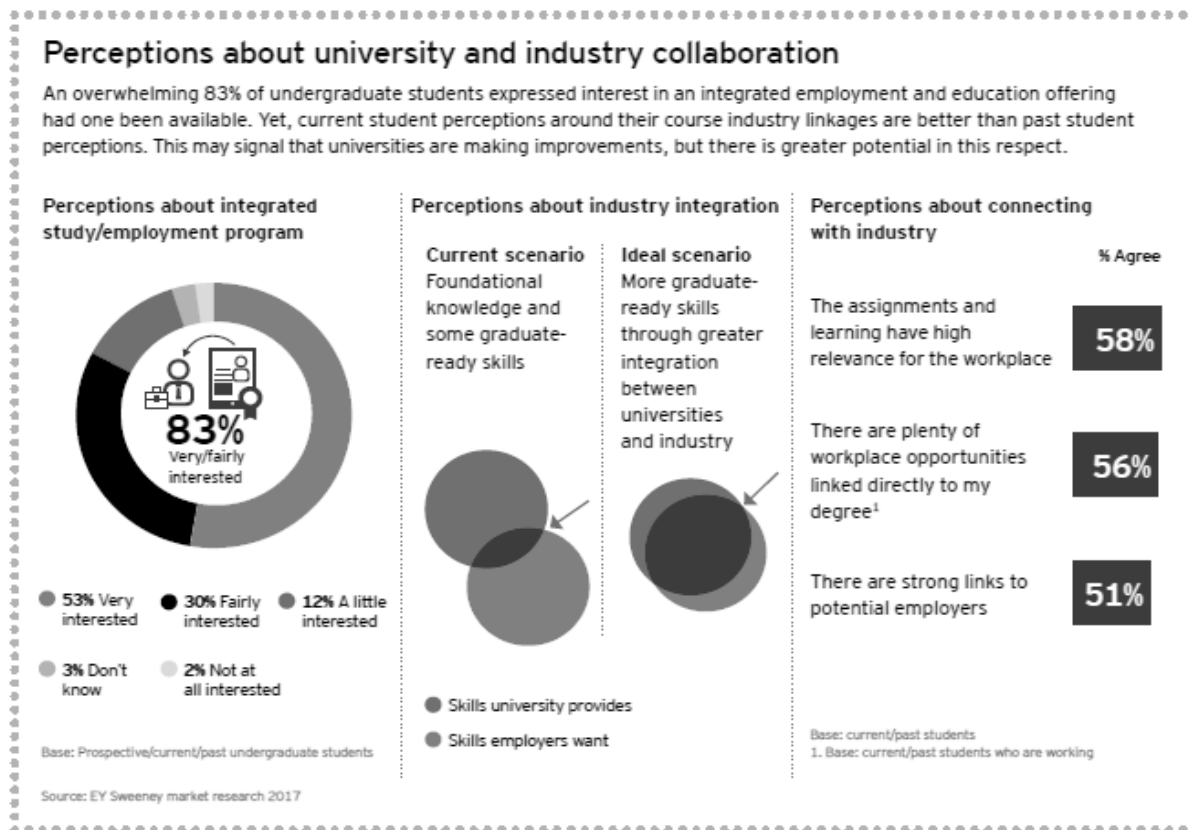 Perceptions about university and industry collaboration
An overwhelming 83% of undergraduate students expressed interest in an integrated employment and education offering
had one been available. Yet, current student perceptions around their course industry linkages are better than past student
perceptions. This may signal that universities are making improvements, but there is greater potential in this respect.
Perceptions about integrated
study/employment program
83%
Very/fairly
interested
53% Very
interested
30% Fairly
interested
12% A little
interested
3% Don't
know
2% Not at
all interested
Base: Prospective/current/past undergraduate students
Perceptions about industry integration
Current scenario
Foundational
knowledge and
some graduate-
ready skills
Ideal scenario
More graduate-
ready skills
through greater
integration
between
universities
and industry
Skills university provides
Skills employers want
Perceptions about connecting
with industry
% Agree
The assignments and
learning have high
relevance for the workplace
58%
There are plenty of
workplace opportunities
linked directly to my
degree¹
56%
There are strong links to
potential employers
51%
Base: current/past students
1. Base: current/past students who are working
Source: EY Sweeney market research 2017